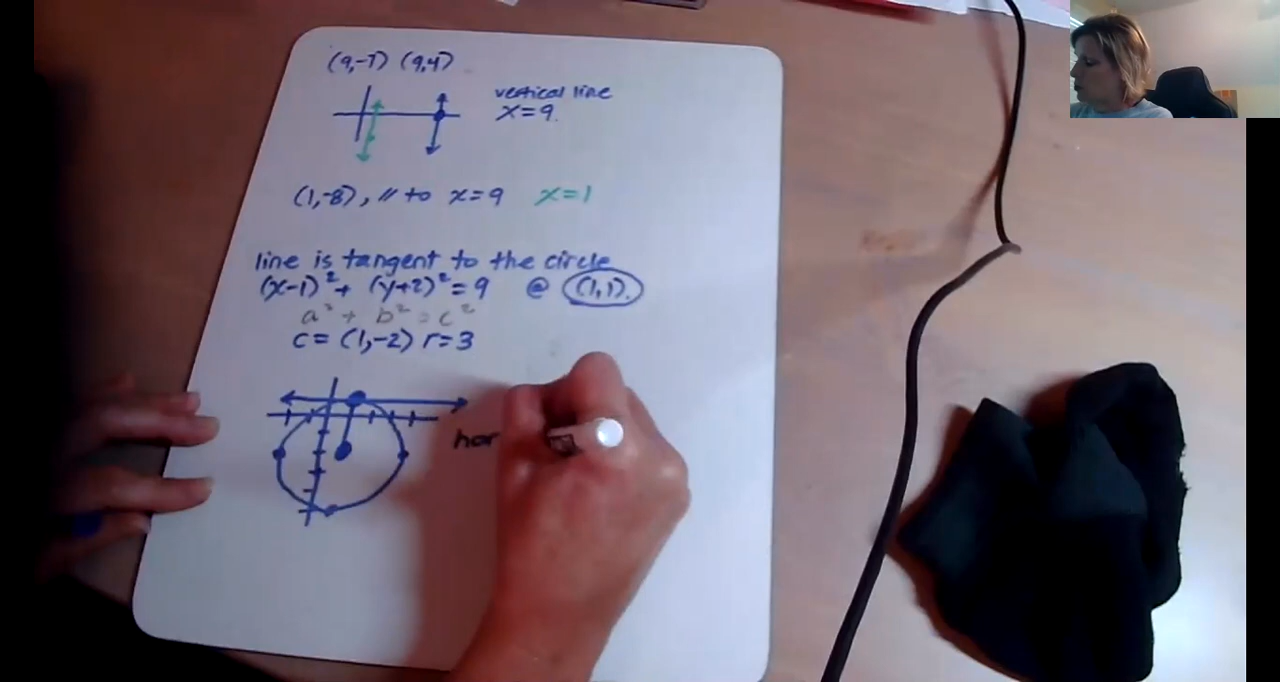 (9,-7) (9,4)
vertical line
x=9.
(1,-8), // to x=9 x=1
line is tangent to the circle
(x-1)² + (y+2)² = 9 @ (1,1).
a² + b² = c²
c = (1,-2) r=3
hor